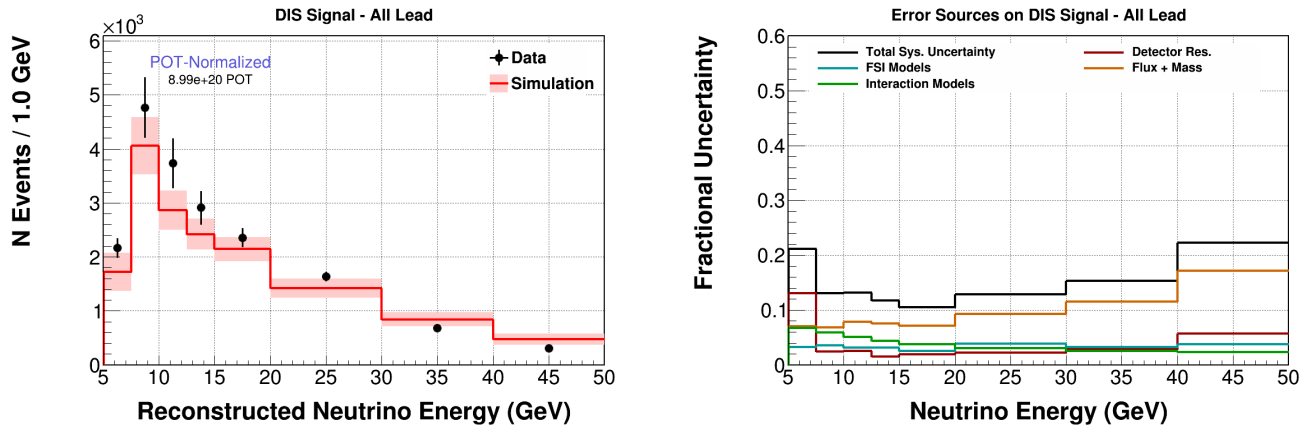 DIS Signal - All Lead
×10³
6
5
4
3
2
1
0
N Events / 1.0 GeV
POT-Normalized
8.99e+20 POT
Data
Simulation
5 10 15 20 25 30 35 40 45 50
Reconstructed Neutrino Energy (GeV)
Error Sources on DIS Signal - All Lead
0.6
0.5
0.4
0.3
0.2
0.1
0
Fractional Uncertainty
Total Sys. Uncertainty
FSI Models
Interaction Models
Detector Res.
Flux + Mass
5 10 15 20 25 30 35 40 45 50
Neutrino Energy (GeV)